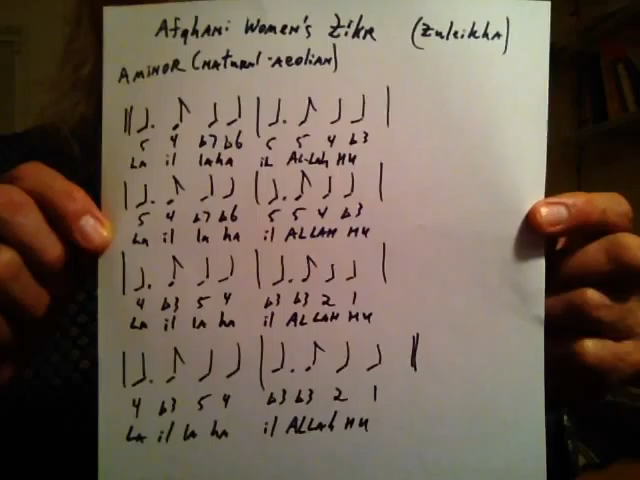 Afghani Women's Zikr (Zuleikha)
A MINOR (NATURAL-AEOLIAN)
5 4 b7 b6 5 5 4 b3
La il laha il ALLah Hu
5 4 b7 b6 5 5 4 b3
La il la ha il ALLAH HU
4 b3 5 4 b3 b3 2 1
La il la ha il ALLAH HU
4 b3 5 4 b3 b3 2 1
La il la ha il ALLah HU